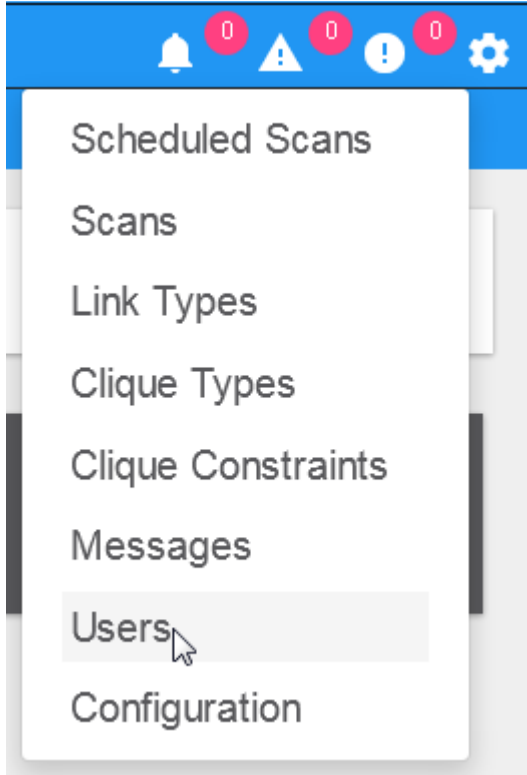 0 0 0
Scheduled Scans
Scans
Link Types
Clique Types
Clique Constraints
Messages
Users
Configuration